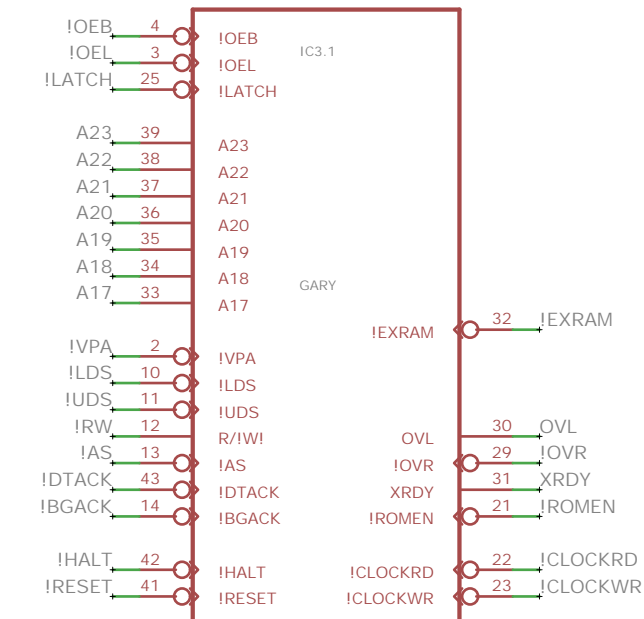 !OEB 4 !OEB
IC3.1
!OEL 3 !OEL
!LATCH 25 !LATCH
A23 39 A23
A22 38 A22
A21 37 A21
A20 36 A20
A19 35 A19
A18 34 A18
GARY
A17 33 A17
!EXRAM 32 !EXRAM
!VPA 2 !VPA
!LDS 10 !LDS
!UDS 11 !UDS
!RW 12 R/!W! OVL 30 OVL
!AS 13 !AS !OVR 29 !OVR
!DTACK 43 !DTACK XRDY 31 XRDY
!BGACK 14 !BGACK !ROMEN 21 !ROMEN
!HALT 42 !HALT !CLOCKRD 22 !CLOCKRD
!RESET 41 !RESET !CLOCKWR 23 !CLOCKWR